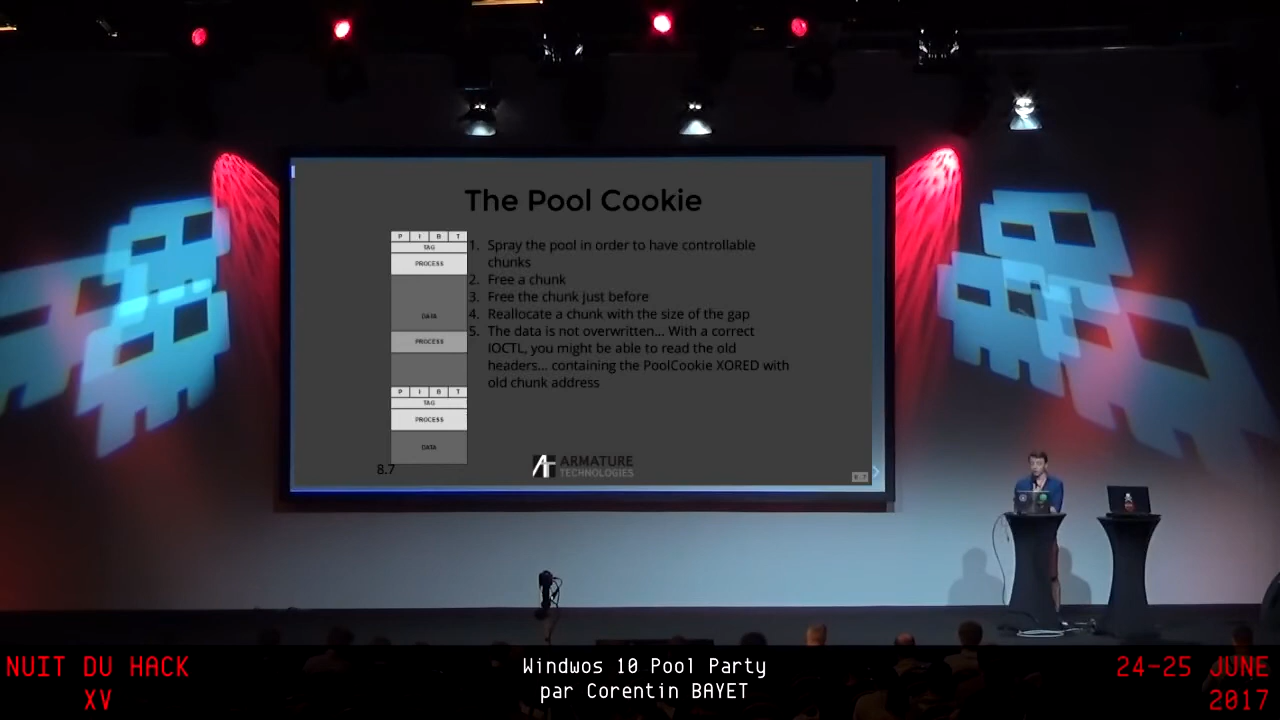 The Pool Cookie
P I B T
TAG
PROCESS
DATA
PROCESS
P I B T
TAG
PROCESS
DATA
1. Spray the pool in order to have controllable
chunks
2. Free a chunk
3. Free the chunk just before
4. Reallocate a chunk with the size of the gap
5. The data is not overwritten... With a correct
IOCTL, you might be able to read the old
headers... containing the PoolCookie XORED with
old chunk address
8.7
AT ARMATURE
TECHNOLOGIES
8.7
NUIT DU HACK
XV
Windwos 10 Pool Party
par Corentin BAYET
24-25 JUNE
2017